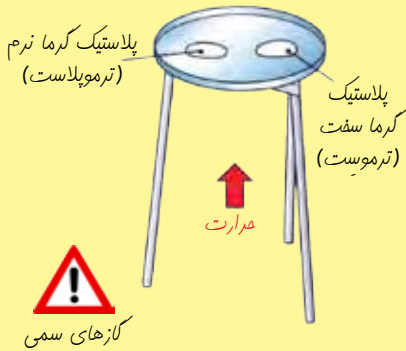 پلاستیک گرما نرم
(ترموپلاست)
پلاستیک
گرما سخت
(ترموست)
حرارت
گازهای سمی